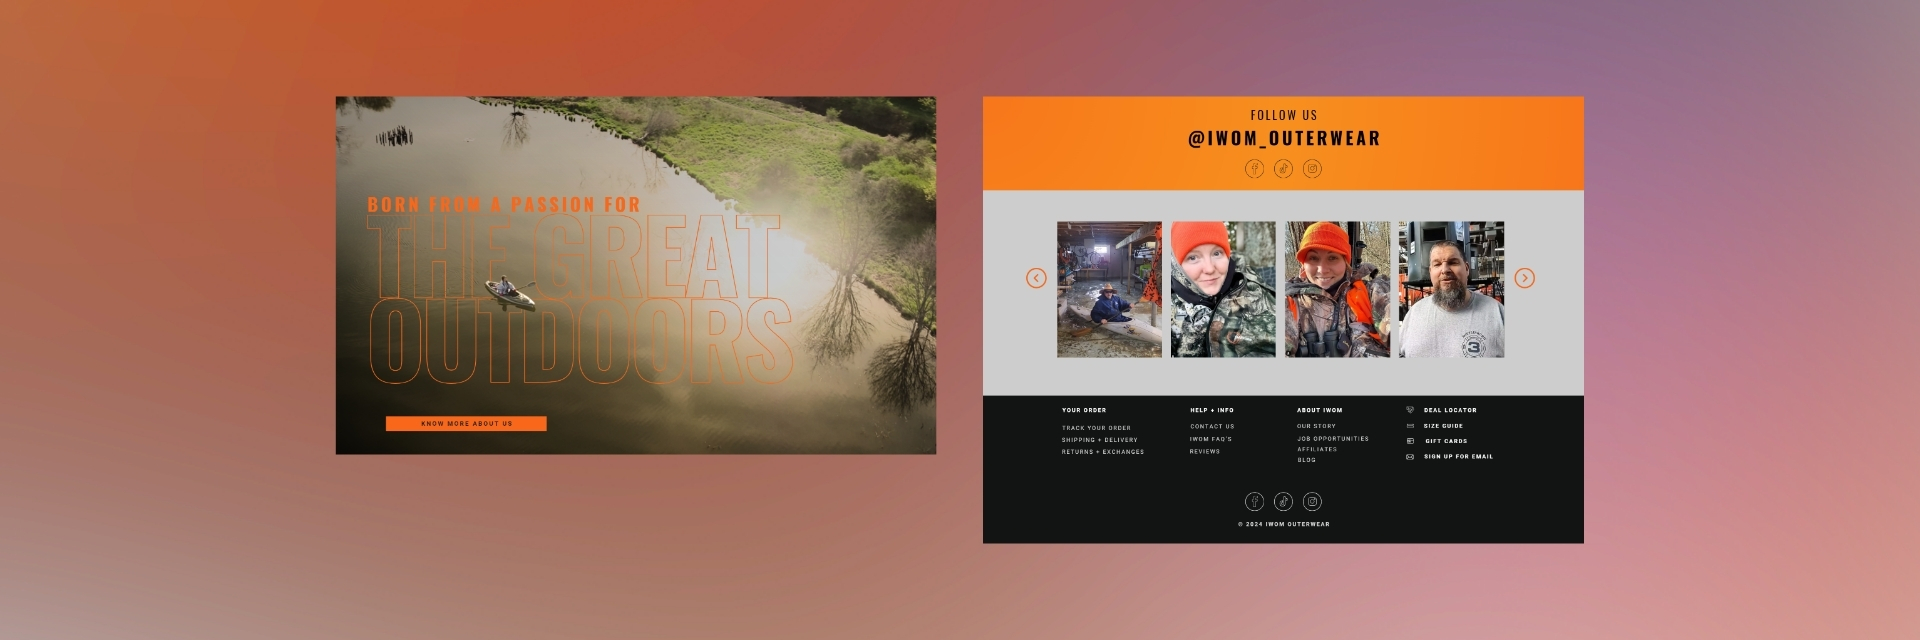 BORN FROM A PASSION FOR
THE GREAT
OUTDOORS
KNOW MORE ABOUT US
FOLLOW US
@IWOM_OUTERWEAR
3
YOUR ORDER
TRACK YOUR ORDER
SHIPPING + DELIVERY
RETURNS + EXCHANGES
HELP + INFO
CONTACT US
IWOM FAQ'S
REVIEWS
ABOUT IWOM
OUR STORY
JOB OPPORTUNITIES
AFFILIATES
BLOG
DEAL LOCATOR
SIZE GUIDE
GIFT CARDS
SIGN UP FOR EMAIL
© 2024 IWOM OUTERWEAR